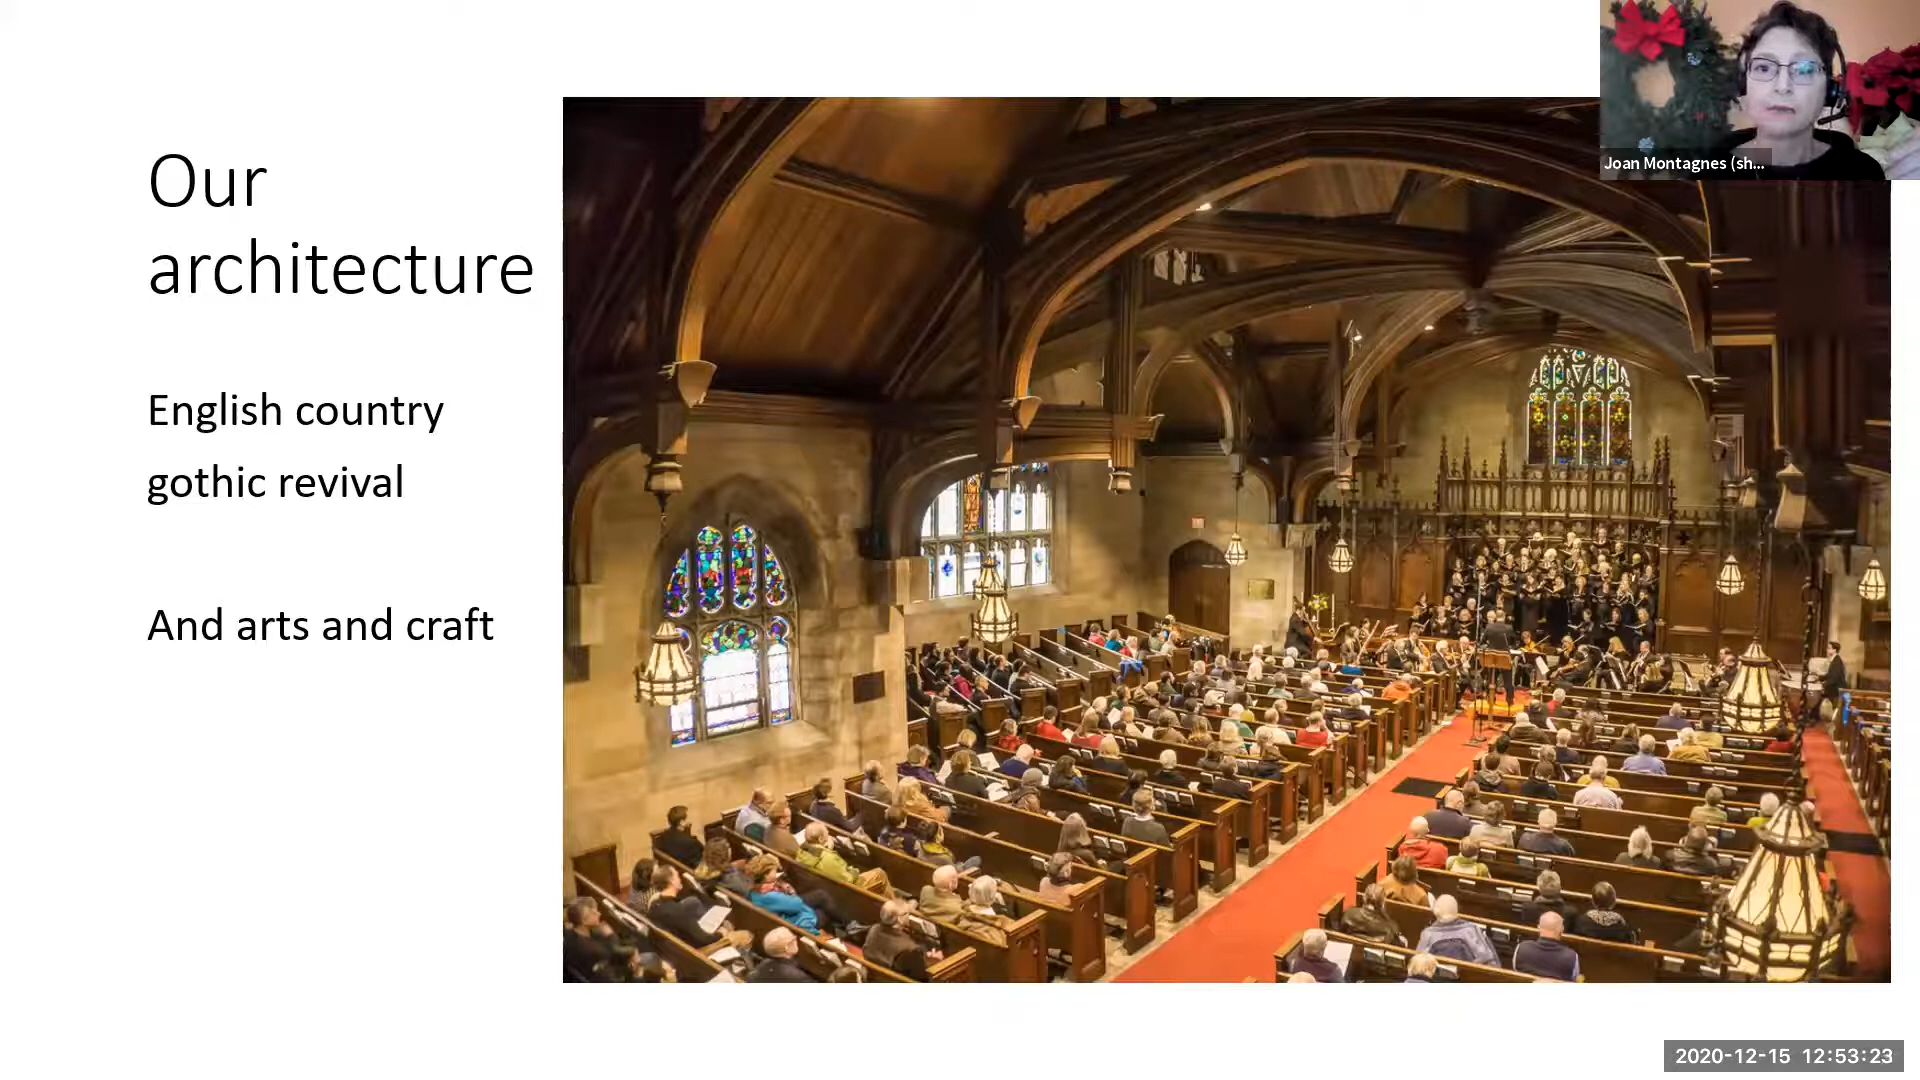 Our
architecture
English country
gothic revival
And arts and craft
Joan Montagnes (sh...
2020-12-15 12:53:23